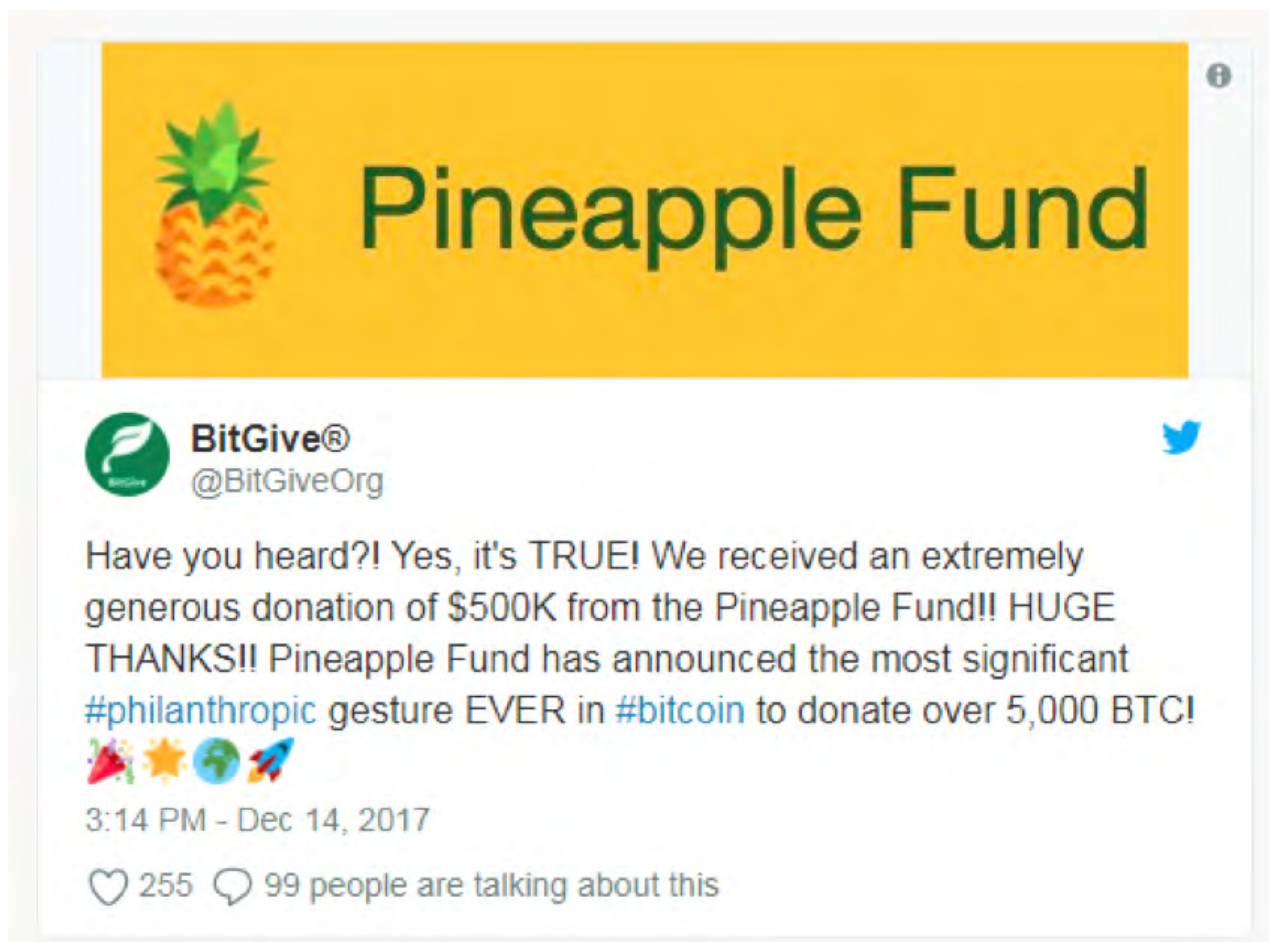 Pineapple Fund
BitGive®
@BitGiveOrg
Have you heard?! Yes, it's TRUE! We received an extremely
generous donation of $500K from the Pineapple Fund!! HUGE
THANKS!! Pineapple Fund has announced the most significant
#philanthropic gesture EVER in #bitcoin to donate over 5,000 BTC!
🎉🌟🌍🚀
3:14 PM - Dec 14, 2017
255 99 people are talking about this